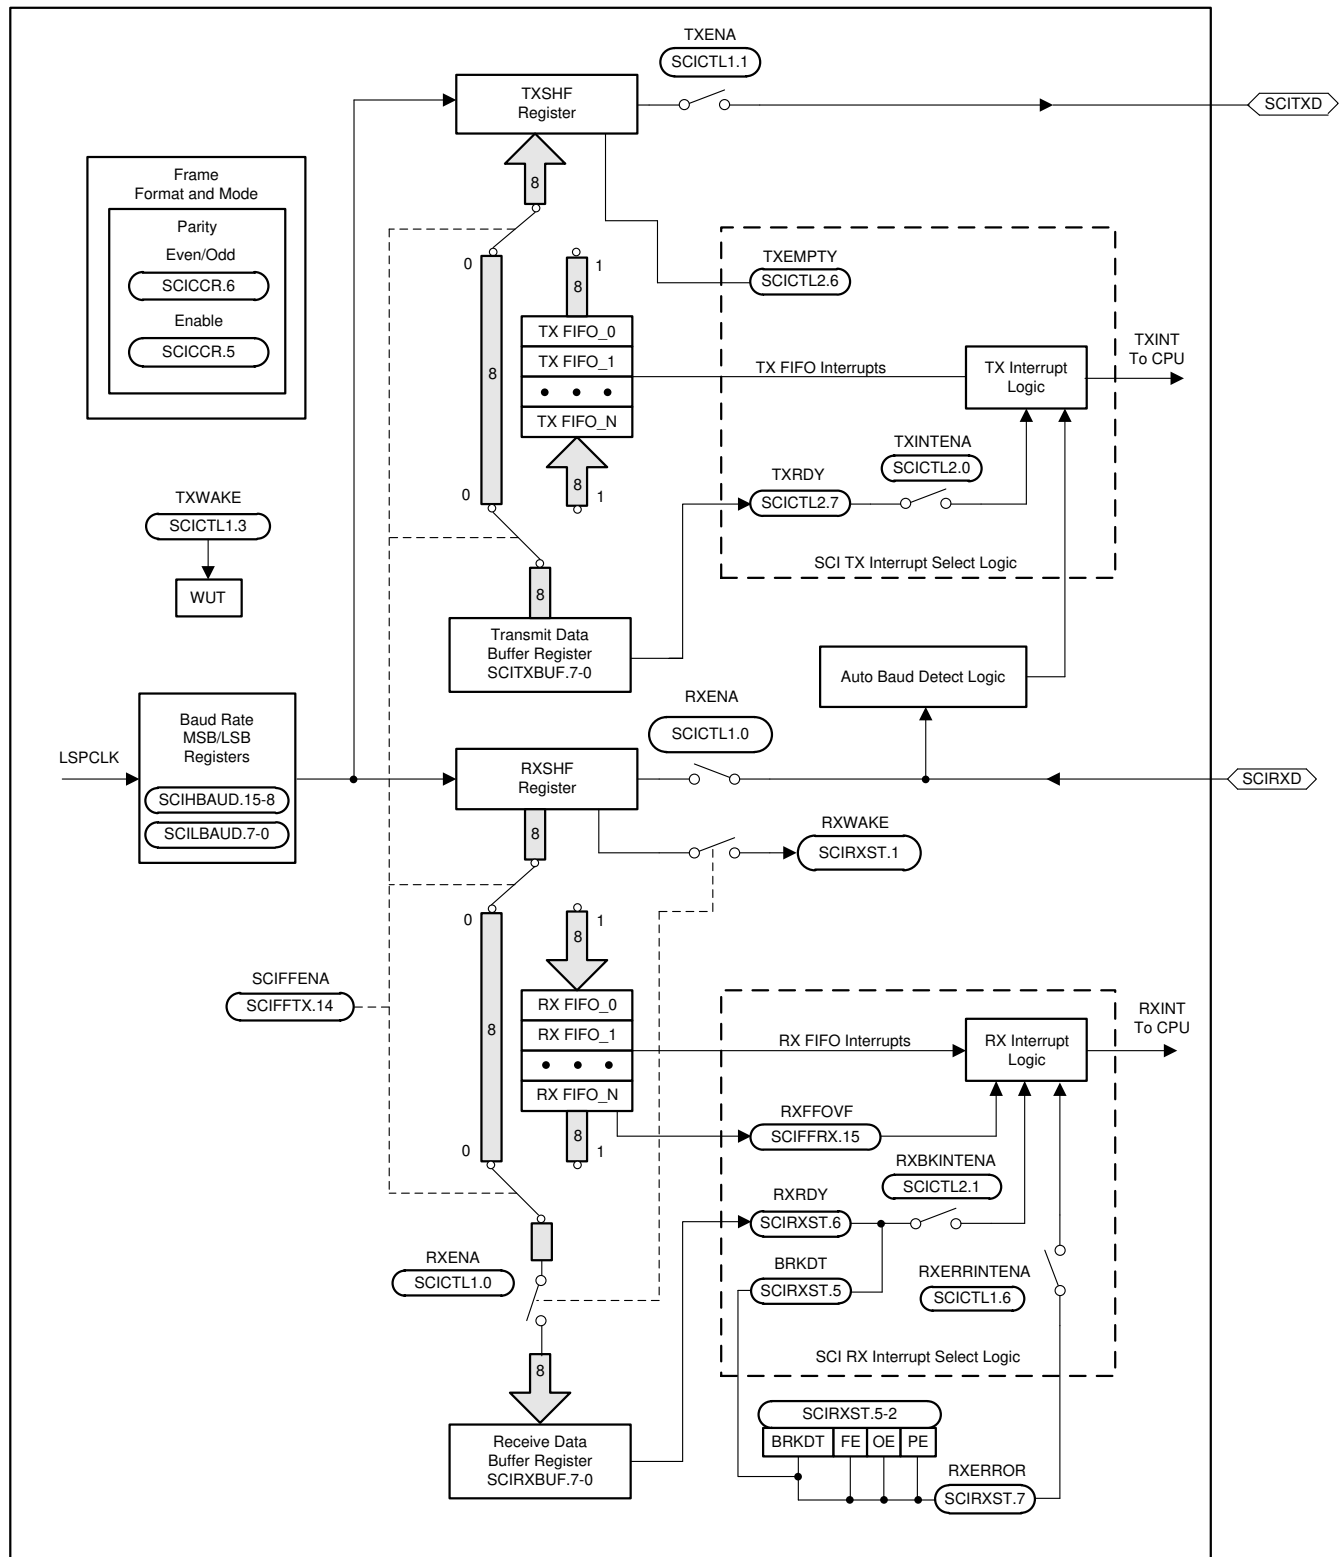 TXENA
SCICTL1.1
TXSHF
Register
SCITXD
8
Frame
Format and Mode
Parity
Even/Odd
SCICCR.6
Enable
SCICCR.5
0
1
8
8
TXEMPTY
SCICTL2.6
TX FIFO_0
TX FIFO_1
• • •
TX FIFO_N
TX FIFO Interrupts
TX Interrupt
Logic
TXINT
To CPU
TXINTENA
SCICTL2.0
0
8
1
TXRDY
SCICTL2.7
SCI TX Interrupt Select Logic
TXWAKE
SCICTL1.3
WUT
8
Transmit Data
Buffer Register
SCITXBUF.7-0
Auto Baud Detect Logic
RXENA
SCICTL1.0
LSPCLK
Baud Rate
MSB/LSB
Registers
SCIHBAUD.15-8
SCILBAUD.7-0
RXSHF
Register
SCIRXD
8
RXWAKE
SCIRXST.1
0
1
8
SCIFFENA
SCIFFTX.14
8
RX FIFO_0
RX FIFO_1
• • •
RX FIFO_N
RX FIFO Interrupts
RX Interrupt
Logic
RXINT
To CPU
RXFFOVF
SCIFFRX.15
0
8
1
RXBKINTENA
SCICTL2.1
RXRDY
SCIRXST.6
BRKDT
SCIRXST.5
RXERRINTENA
SCICTL1.6
RXENA
SCICTL1.0
SCI RX Interrupt Select Logic
8
SCIRXST.5-2
BRKDT FE OE PE
Receive Data
Buffer Register
SCIRXBUF.7-0
RXERROR
SCIRXST.7